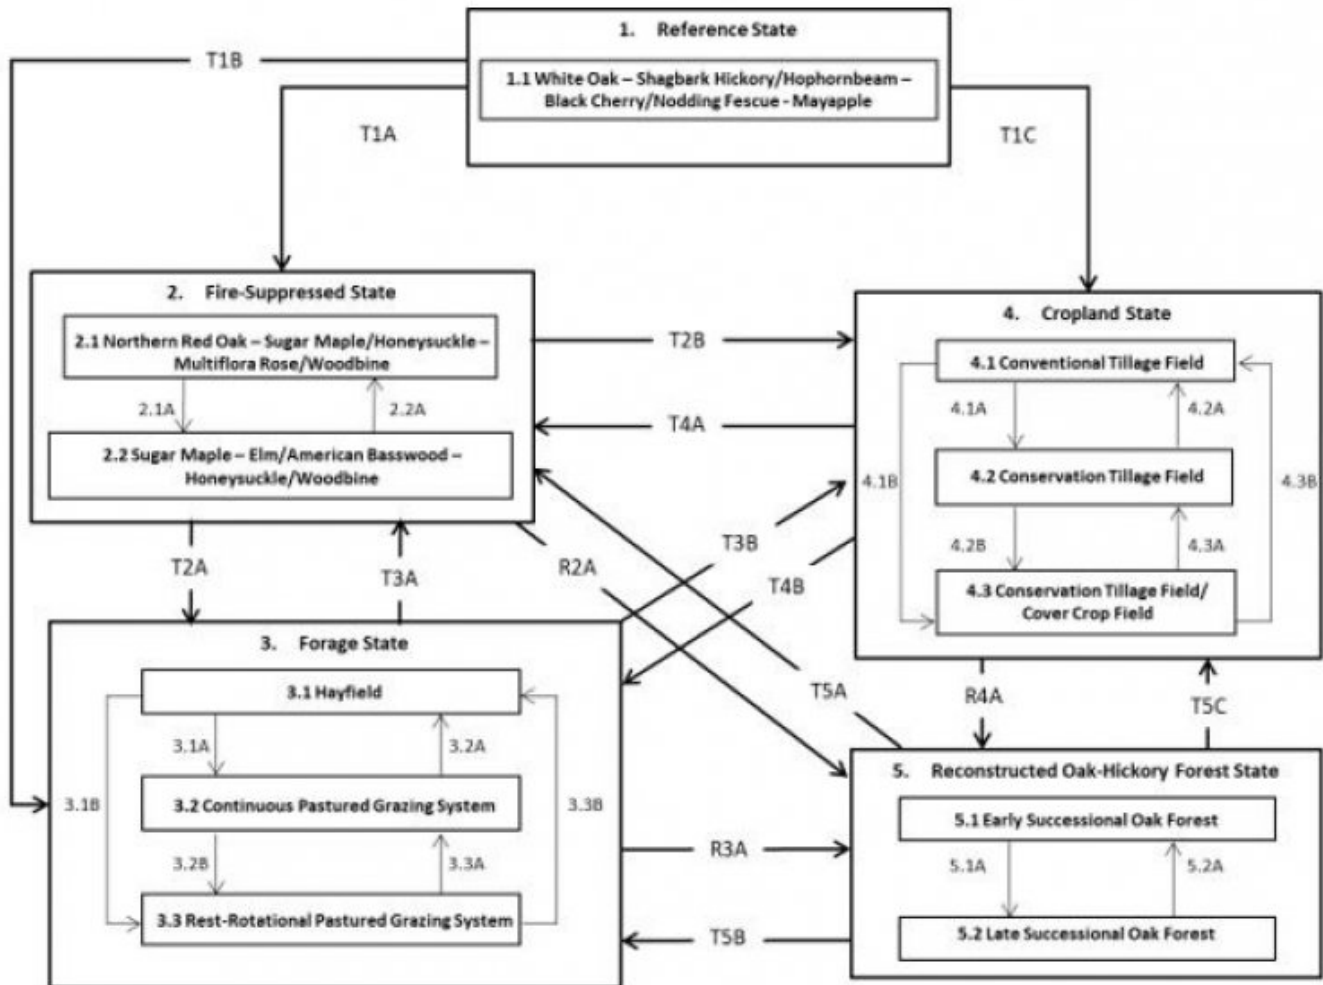 1. Reference State
1.1 White Oak – Shagbark Hickory/Hophornbeam –
Black Cherry/Nodding Fescue - Mayapple
T1B
T1A
T1C
2. Fire-Suppressed State
2.1 Northern Red Oak – Sugar Maple/Honeysuckle –
Multiflora Rose/Woodbine
2.1A
2.2A
2.2 Sugar Maple – Elm/American Basswood –
Honeysuckle/Woodbine
T2B
T4A
4. Cropland State
4.1 Conventional Tillage Field
4.1A
4.2A
4.2 Conservation Tillage Field
4.1B
4.3B
4.2B
4.3A
4.3 Conservation Tillage Field/
Cover Crop Field
T2A
T3A
R2A
T3B
T4B
T5A
R4A
T5C
3. Forage State
3.1 Hayfield
3.1A
3.2A
3.2 Continuous Pastured Grazing System
3.1B
3.3B
3.2B
3.3A
3.3 Rest-Rotational Pastured Grazing System
R3A
T5B
5. Reconstructed Oak-Hickory Forest State
5.1 Early Successional Oak Forest
5.1A
5.2A
5.2 Late Successional Oak Forest